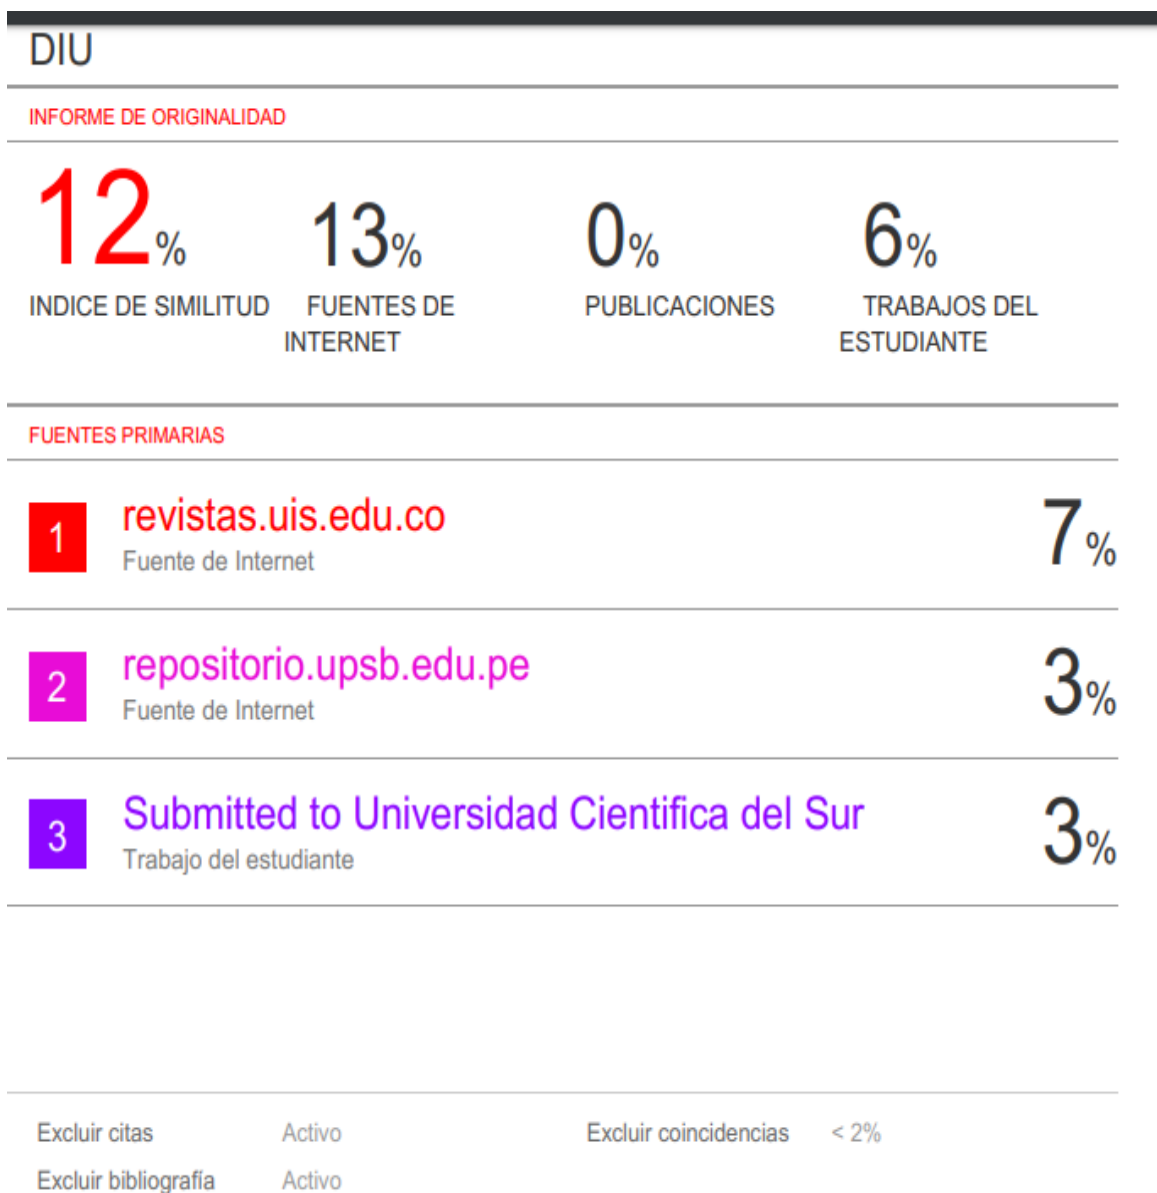 DIU
INFORME DE ORIGINALIDAD
12% 13% 0% 6%
INDICE DE SIMILITUD FUENTES DE PUBLICACIONES TRABAJOS DEL
INTERNET ESTUDIANTE
FUENTES PRIMARIAS
1 revistas.uis.edu.co 7%
Fuente de Internet
2 repositorio.upsb.edu.pe 3%
Fuente de Internet
3 Submitted to Universidad Cientifica del Sur 3%
Trabajo del estudiante
Excluir citas Activo Excluir coincidencias < 2%
Excluir bibliografía Activo